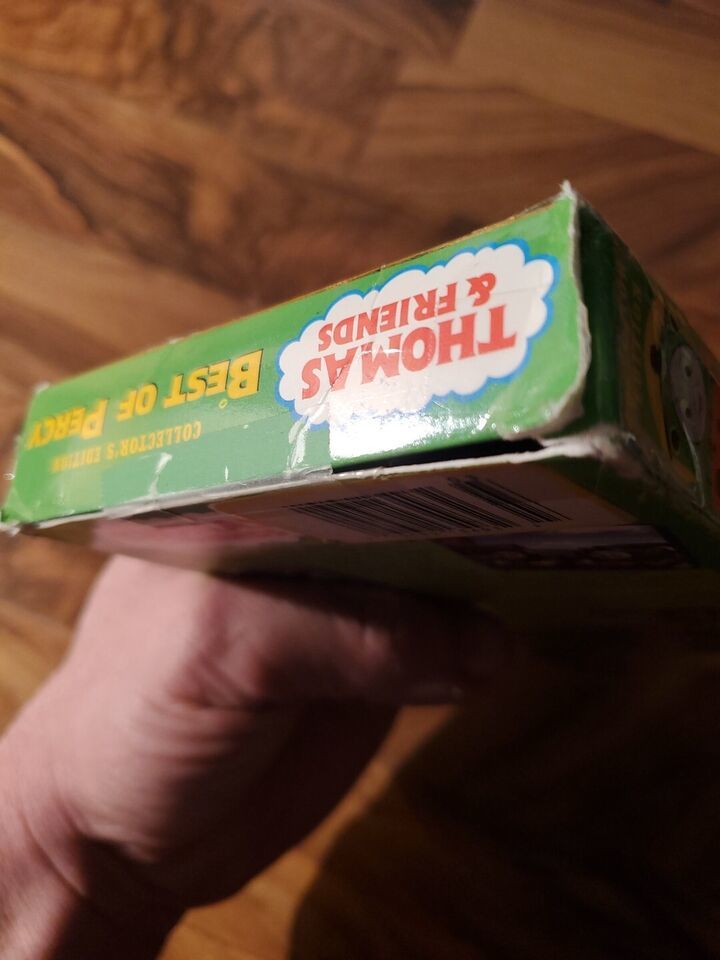 THOMAS
& FRIENDS
BEST OF PERCY
COLLECTOR'S EDITION